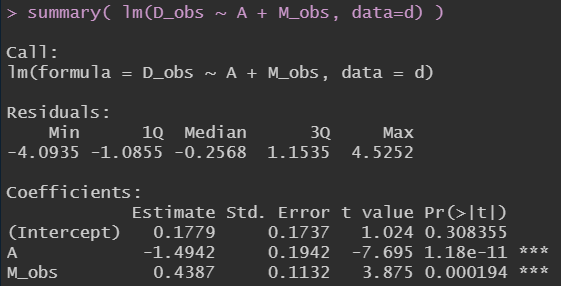 > summary( lm(D_obs ~ A + M_obs, data=d) )
Call:
lm(formula = D_obs ~ A + M_obs, data = d)
Residuals:
    Min      1Q  Median      3Q     Max
-4.0935 -1.0855 -0.2568  1.1535  4.5252
Coefficients:
            Estimate Std. Error t value Pr(>|t|)
(Intercept)   0.1779     0.1737   1.024 0.308355
A            -1.4942     0.1942  -7.695 1.18e-11 ***
M_obs         0.4387     0.1132   3.875 0.000194 ***